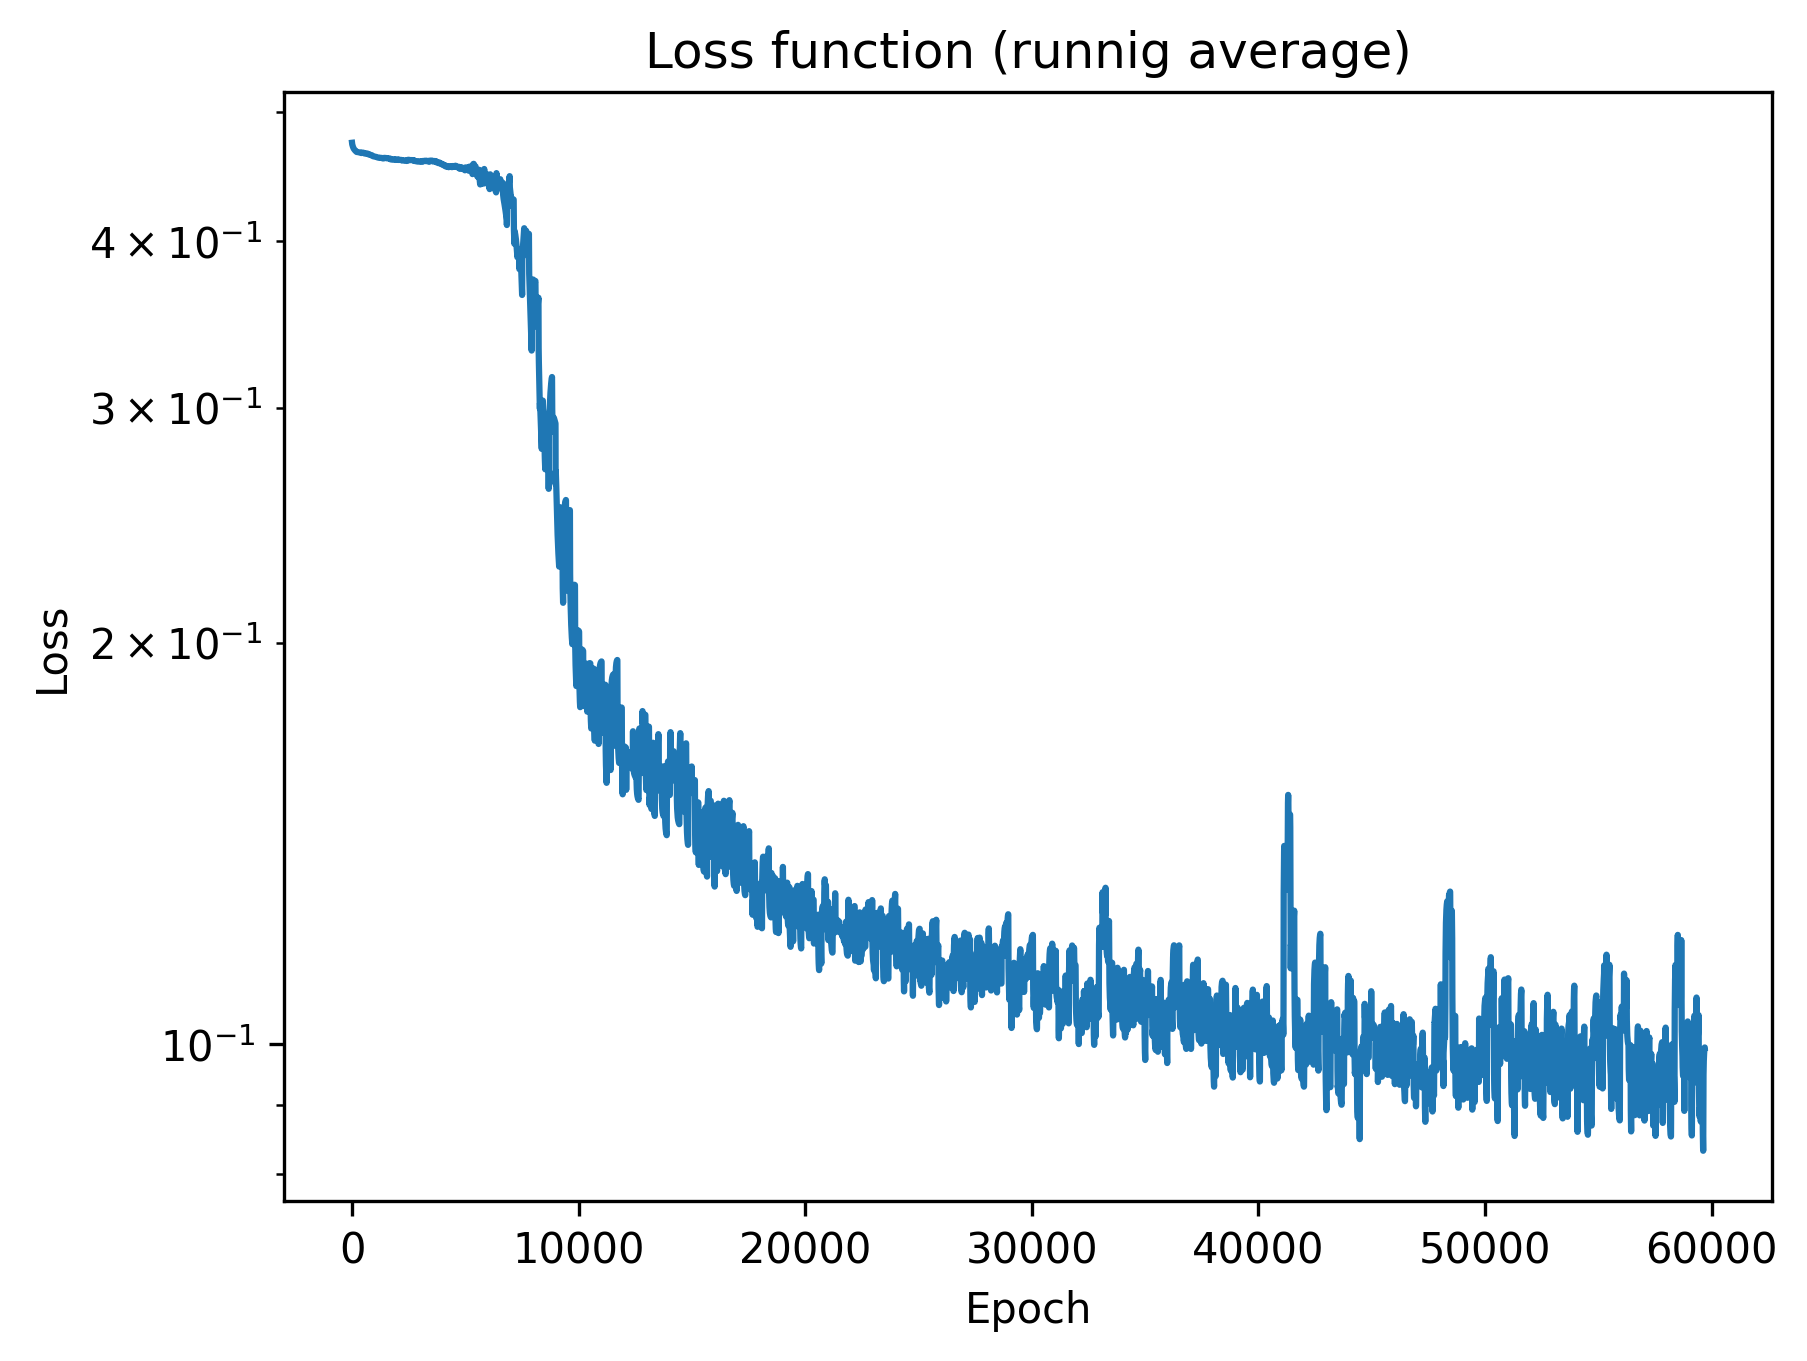 Loss function (runnig average)
Loss
4 × 10⁻¹
3 × 10⁻¹
2 × 10⁻¹
10⁻¹
0 10000 20000 30000 40000 50000 60000
Epoch